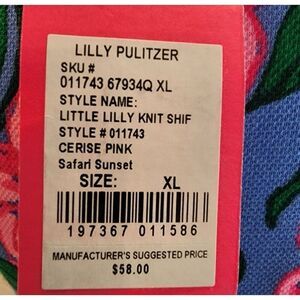 LILLY PULITZER
SKU #
011743 67934Q XL
STYLE NAME:
LITTLE LILLY KNIT SHIF
STYLE # 011743
CERISE PINK
Safari Sunset
SIZE: XL
197367 011586
MANUFACTURER'S SUGGESTED PRICE
$58.00